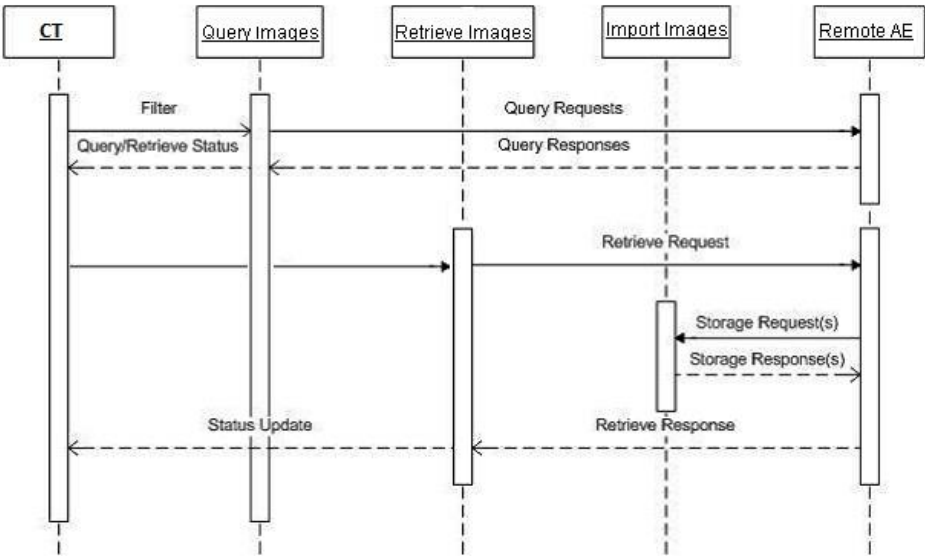 CT
Query Images
Retrieve Images
Import Images
Remote AE
Filter
Query Requests
Query/Retrieve Status
Query Responses
Retrieve Request
Storage Request(s)
Storage Response(s)
Status Update
Retrieve Response